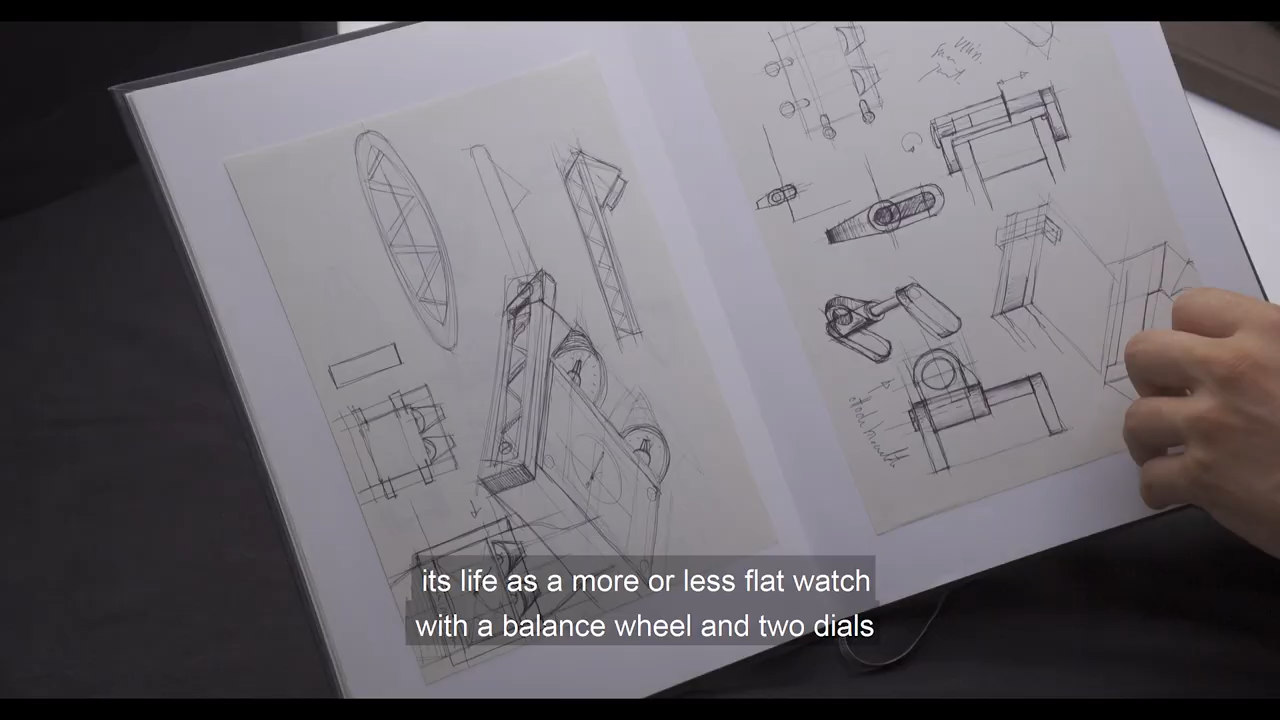 its life as a more or less flat watch
with a balance wheel and two dials